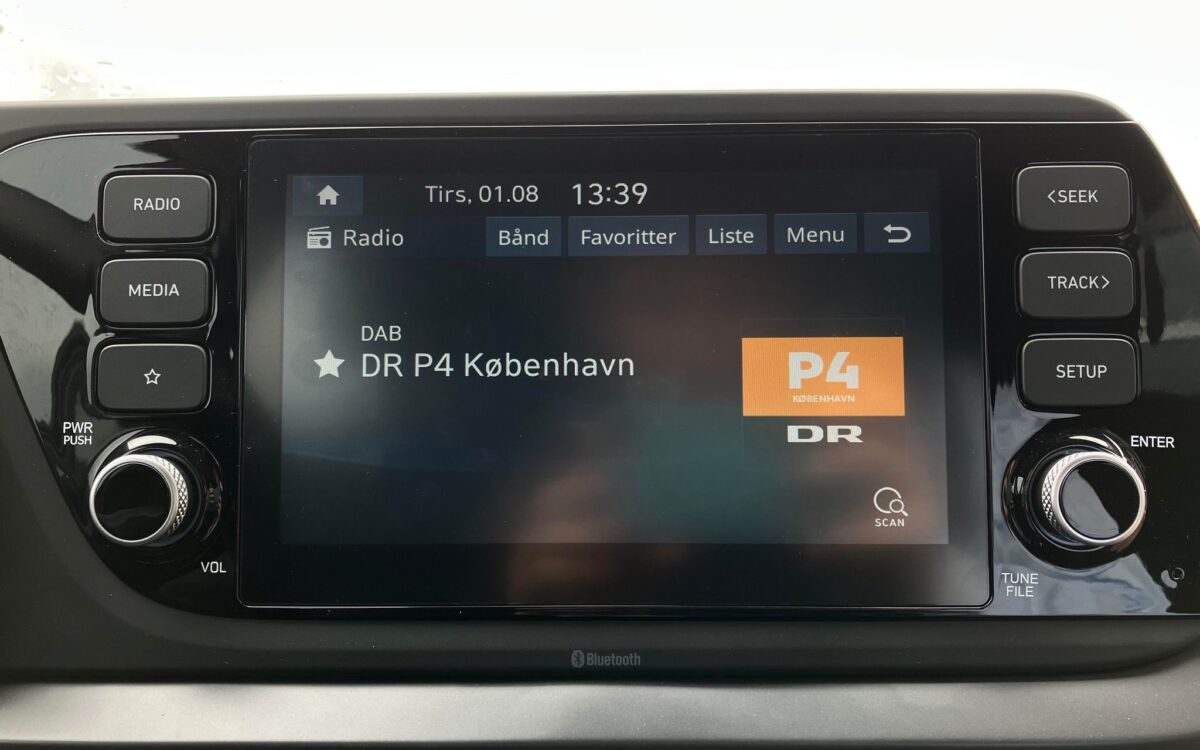 RADIO
MEDIA
PWR
PUSH
VOL
Tirs, 01.08 13:39
Radio Bånd Favoritter Liste Menu
DAB
DR P4 København
P4
KØBENHAVN
DR
SCAN
<SEEK
TRACK>
SETUP
ENTER
TUNE
FILE
Bluetooth